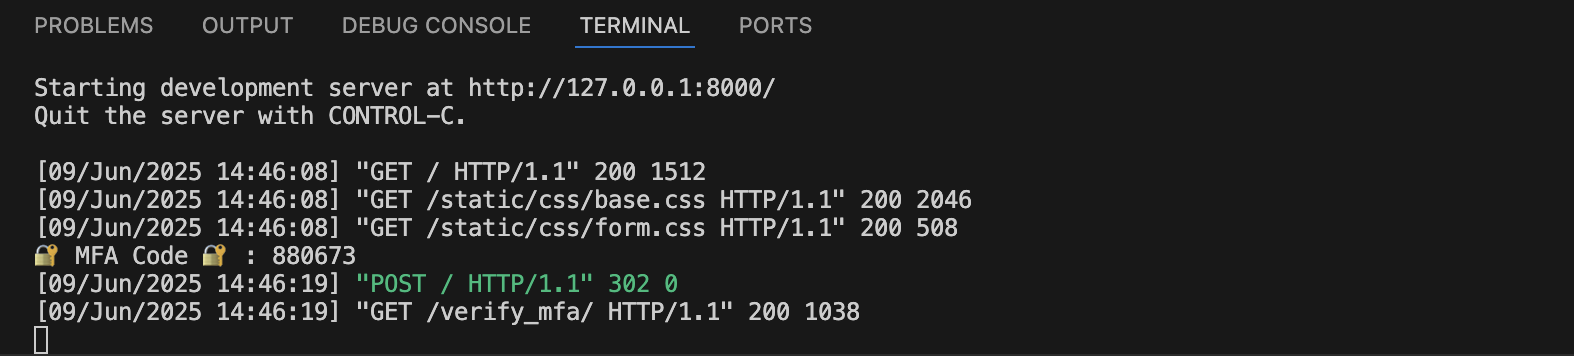 PROBLEMS OUTPUT DEBUG CONSOLE TERMINAL PORTS
Starting development server at http://127.0.0.1:8000/
Quit the server with CONTROL-C.
[09/Jun/2025 14:46:08] "GET / HTTP/1.1" 200 1512
[09/Jun/2025 14:46:08] "GET /static/css/base.css HTTP/1.1" 200 2046
[09/Jun/2025 14:46:08] "GET /static/css/form.css HTTP/1.1" 200 508
🔐 MFA Code 🔐 : 880673
[09/Jun/2025 14:46:19] "POST / HTTP/1.1" 302 0
[09/Jun/2025 14:46:19] "GET /verify_mfa/ HTTP/1.1" 200 1038